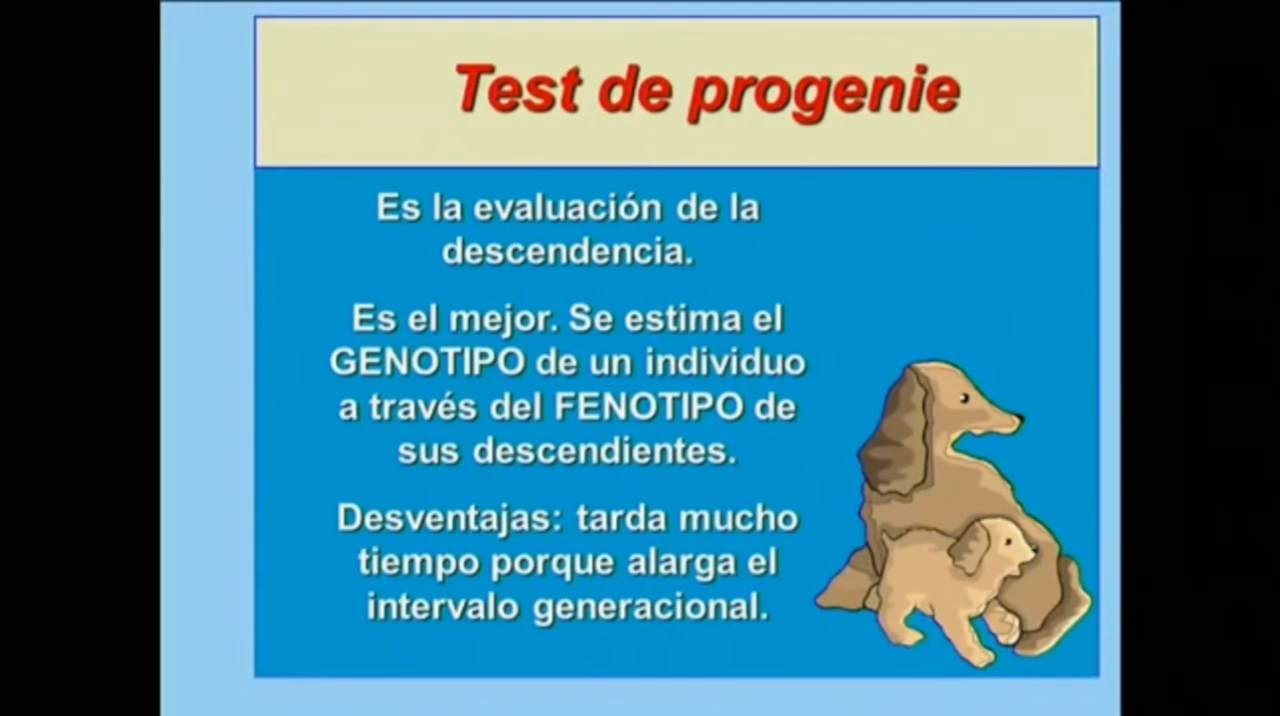 Test de progenie
Es la evaluación de la
descendencia.
Es el mejor. Se estima el
GENOTIPO de un individuo
a través del FENOTIPO de
sus descendientes.
Desventajas: tarda mucho
tiempo porque alarga el
intervalo generacional.